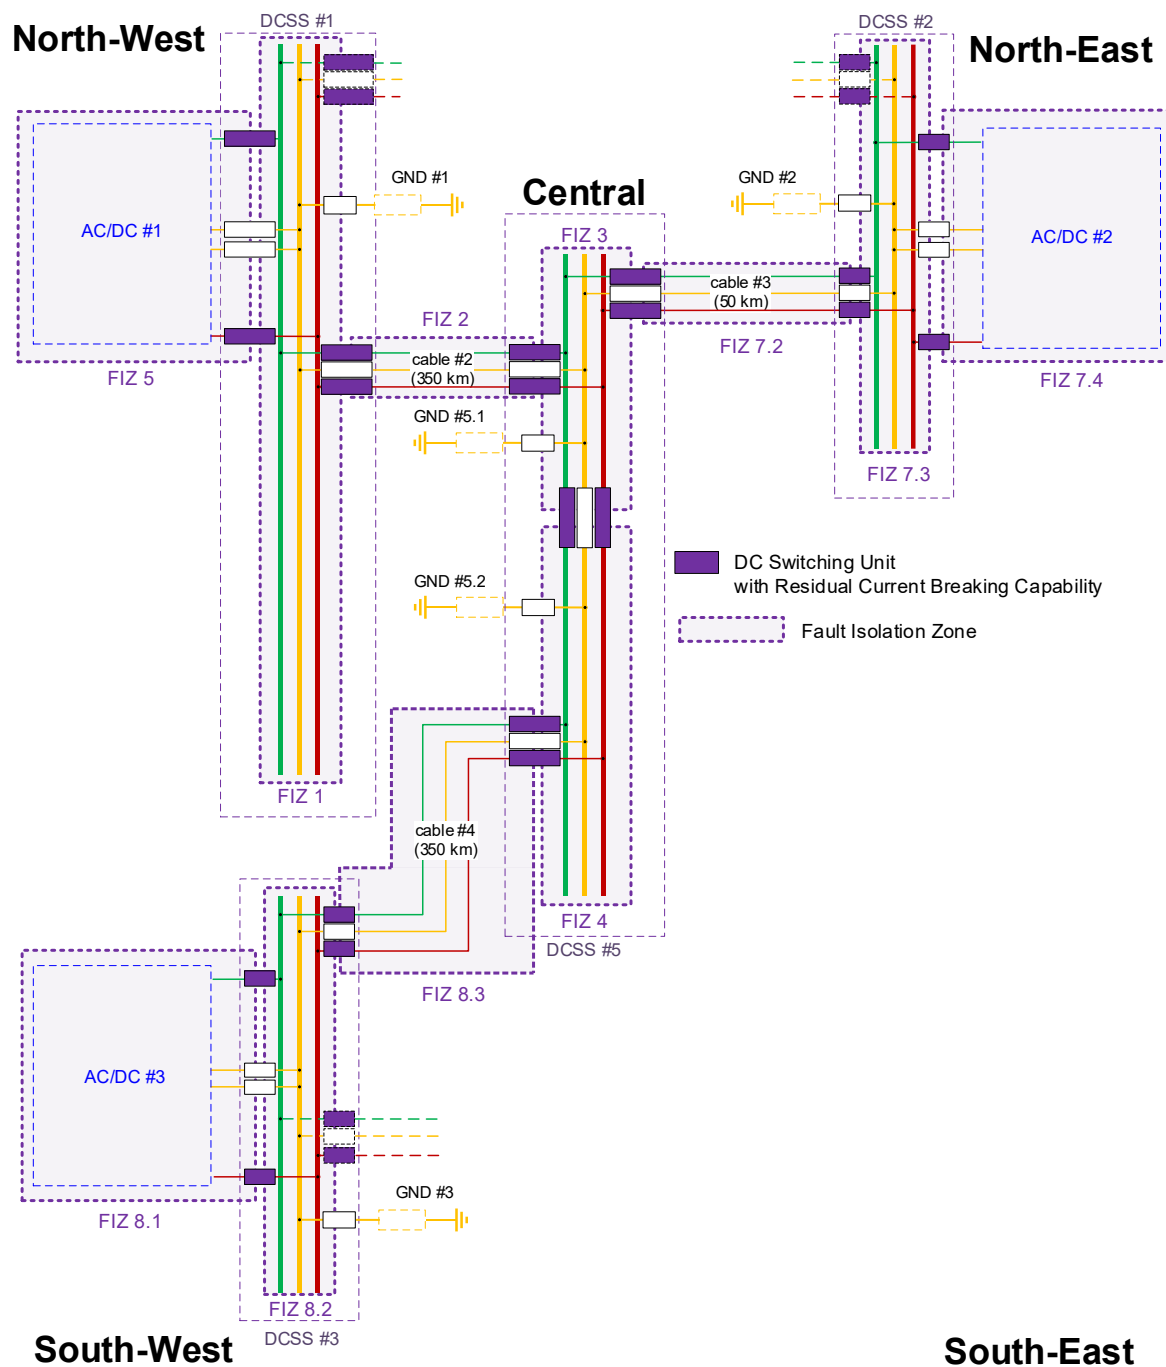 DCSS #1
DCSS #2
North-West
North-East
GND #1
GND #2
Central
AC/DC #1
FIZ 3
AC/DC #2
cable #3
(50 km)
FIZ 2
FIZ 7.2
cable #2
(350 km)
FIZ 5
FIZ 7.4
GND #5.1
FIZ 7.3
DC Switching Unit
with Residual Current Breaking Capability
GND #5.2
Fault Isolation Zone
FIZ 1
cable #4
(350 km)
FIZ 4
DCSS #5
FIZ 8.3
AC/DC #3
GND #3
FIZ 8.1
FIZ 8.2
DCSS #3
South-West
South-East